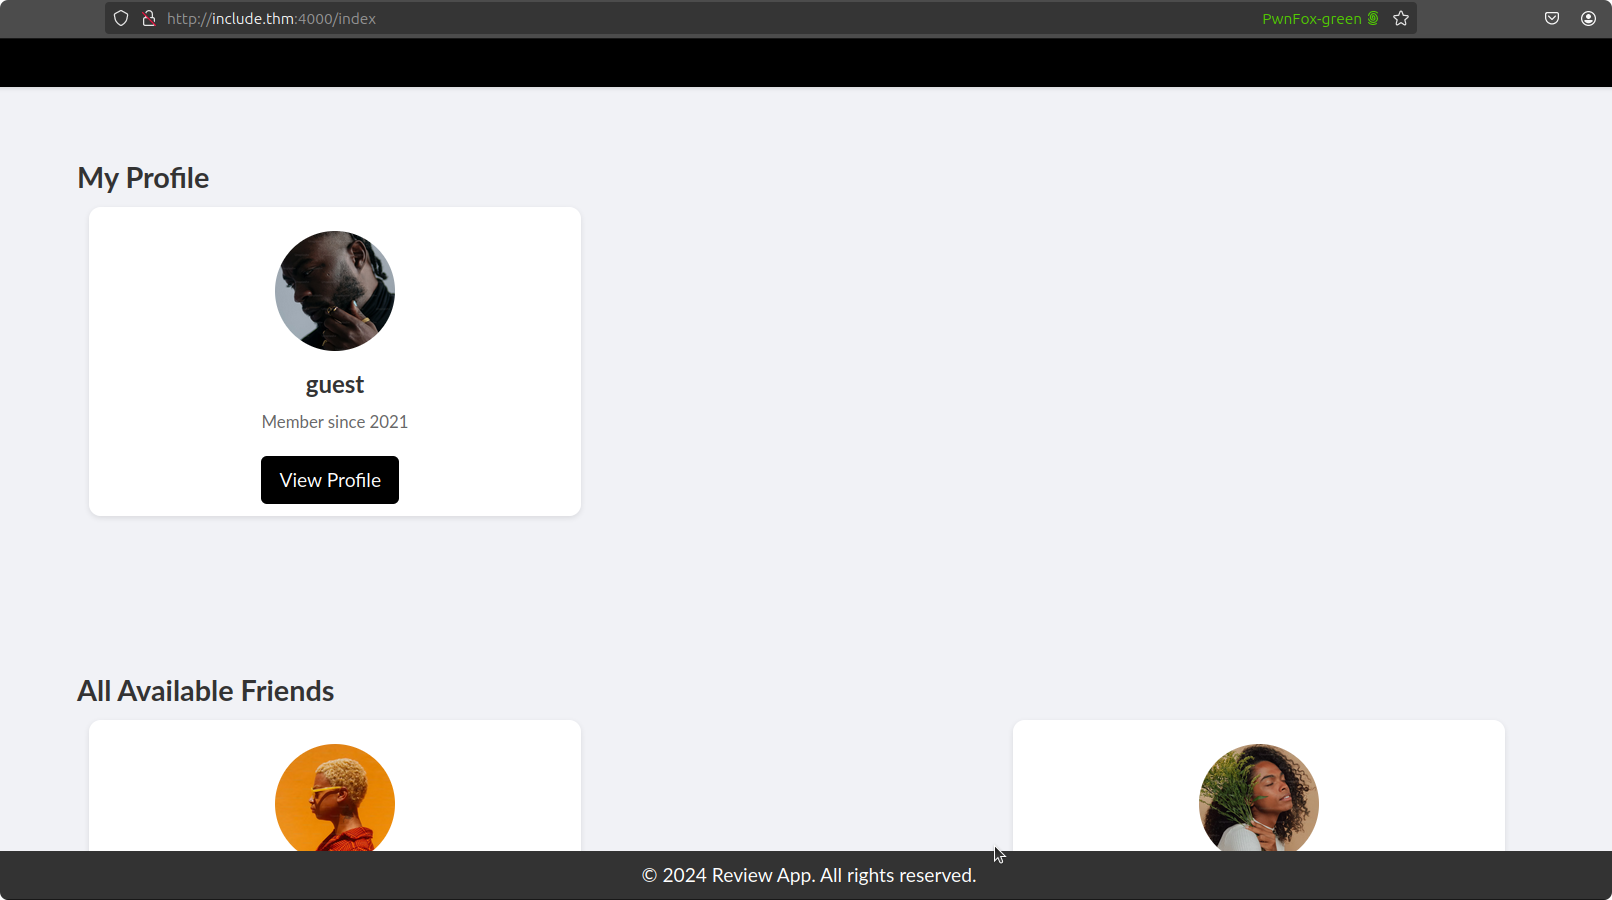 http://include.thm:4000/index
PwnFox-green
My Profile
guest
Member since 2021
View Profile
All Available Friends
© 2024 Review App. All rights reserved.